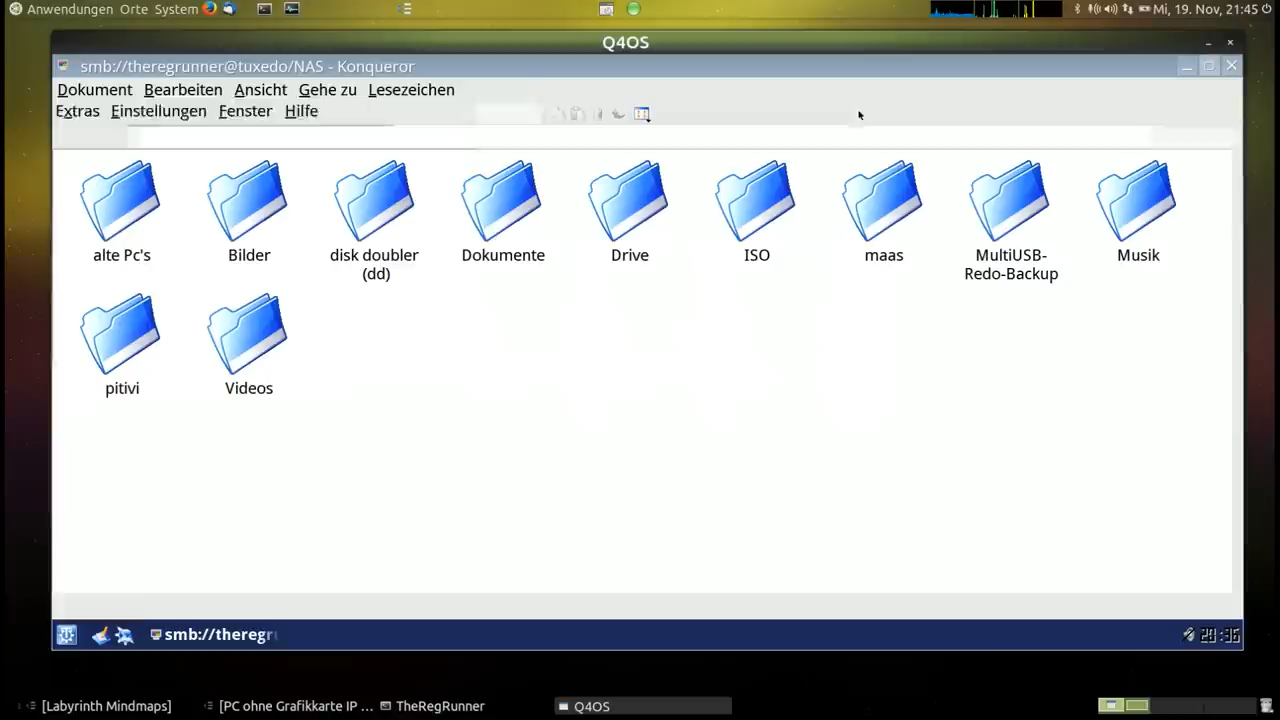 Anwendungen Orte System
Mi, 19. Nov, 21:45
Q4OS
smb://theregrunner@tuxedo/NAS - Konqueror
Dokument Bearbeiten Ansicht Gehe zu Lesezeichen
Extras Einstellungen Fenster Hilfe
alte Pc's
Bilder
disk doubler
(dd)
Dokumente
Drive
ISO
maas
MultiUSB-
Redo-Backup
Musik
pitivi
Videos
smb://theregr
[Labyrinth Mindmaps]
[PC ohne Grafikkarte IP ...
TheRegRunner
Q4OS